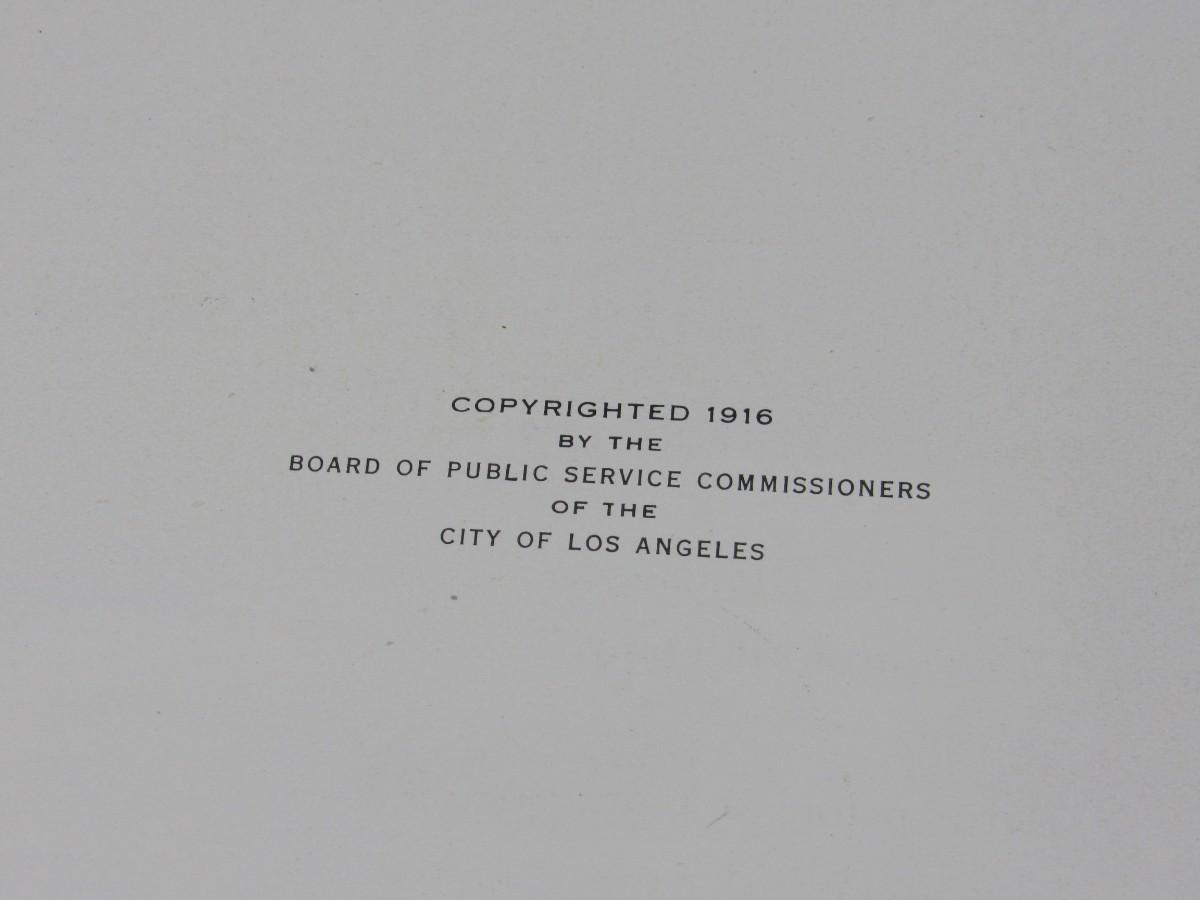 COPYRIGHTED 1916
BY THE
BOARD OF PUBLIC SERVICE COMMISSIONERS
OF THE
CITY OF LOS ANGELES